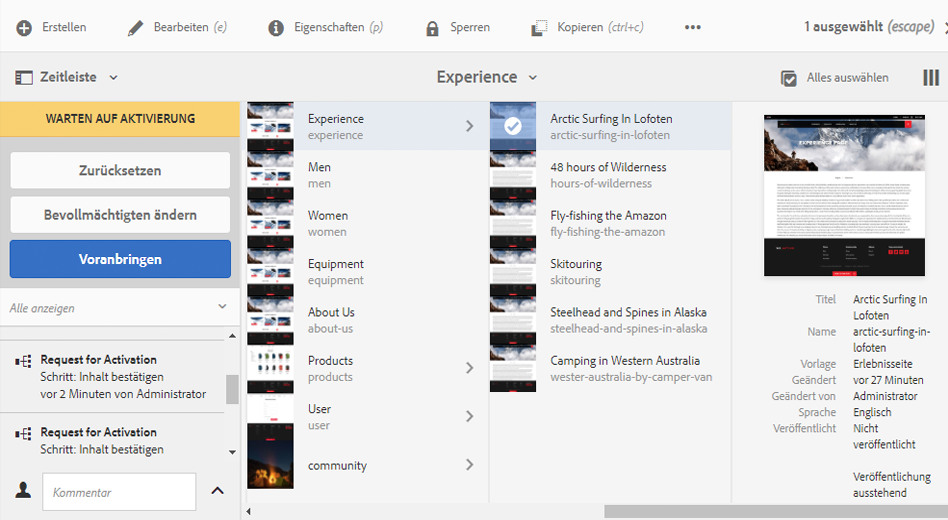 Erstellen
Bearbeiten (e)
Eigenschaften (p)
Sperren
Kopieren (ctrl+c)
1 ausgewählt (escape)
Zeitleiste
Experience
Alles auswählen
WARTEN AUF AKTIVIERUNG
Zurücksetzen
Bevollmächtigten ändern
Voranbringen
Alle anzeigen
Request for Activation
Schritt: Inhalt bestätigen
vor 2 Minuten von Administrator
Request for Activation
Schritt: Inhalt bestätigen
Kommentar
Experience
experience
Men
men
Women
women
Equipment
equipment
About Us
about-us
Products
products
User
user
community
Arctic Surfing In Lofoten
arctic-surfing-in-lofoten
48 hours of Wilderness
hours-of-wilderness
Fly-fishing the Amazon
fly-fishing-the-amazon
Skitouring
skitouring
Steelhead and Spines in Alaska
steelhead-and-spines-in-alaska
Camping in Western Australia
wester-australia-by-camper-van
EXPERIENCE PAGE
Titel Arctic Surfing In
Lofoten
Name arctic-surfing-in-
lofoten
Vorlage Erlebnisseite
Geändert vor 27 Minuten
Geändert von Administrator
Sprache Englisch
Veröffentlicht Nicht
veröffentlicht
Veröffentlichung
ausstehend